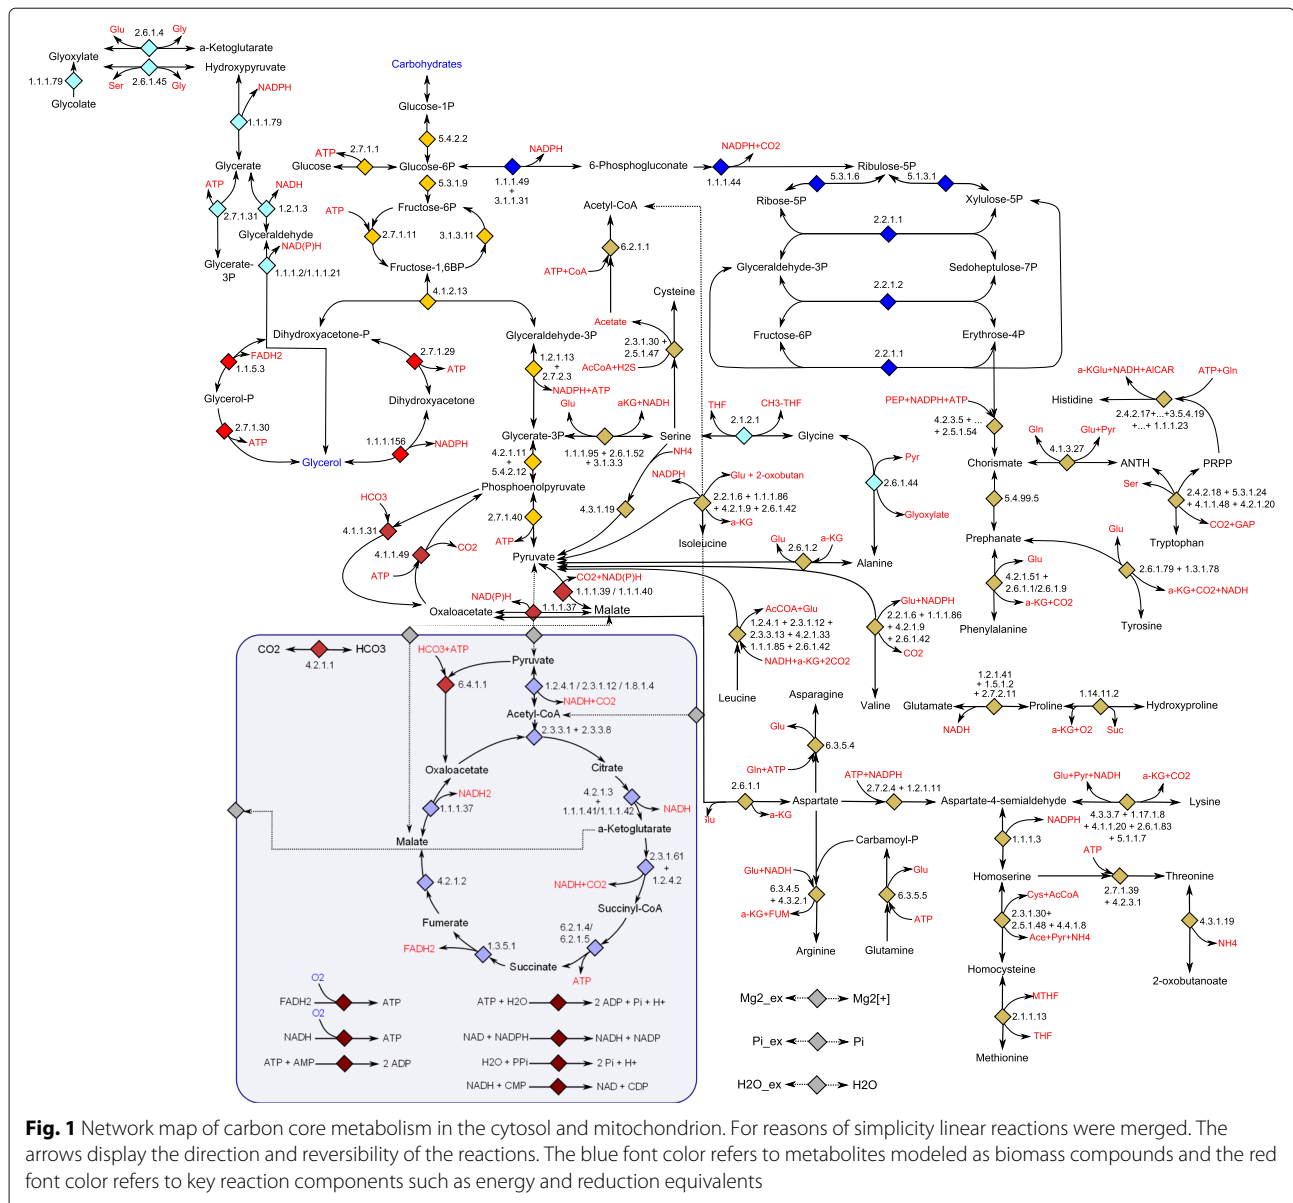 Glu
2.6.1.4
Gly
Glyoxylate
a-Ketoglutarate
Hydroxypyruvate
1.1.1.79
Ser
2.6.1.45
Gly
Glycolate
NADPH
1.1.1.79
Carbohydrates
Glucose-1P
5.4.2.2
Glycerate
ATP
NADH
2.7.1.31
1.2.1.3
Glyceraldehyde
NAD(P)H
Glycerate-
3P
1.1.1.2/1.1.1.21
ATP
2.7.1.1
Glucose
Glucose-6P
5.3.1.9
Fructose-6P
ATP
2.7.1.11
3.1.3.11
Fructose-1,6BP
4.1.2.13
NADPH
1.1.1.49
+
3.1.1.31
6-Phosphogluconate
NADPH+CO2
1.1.1.44
Ribulose-5P
5.3.1.6
5.1.3.1
Ribose-5P
Xylulose-5P
2.2.1.1
Glyceraldehyde-3P
Sedoheptulose-7P
2.2.1.2
Fructose-6P
Erythrose-4P
2.2.1.1
Acetyl-CoA
6.2.1.1
ATP+CoA
Cysteine
Acetate
2.3.1.30 +
2.5.1.47
AcCoA+H2S
Dihydroxyacetone-P
FADH2
1.1.5.3
2.7.1.29
ATP
Glycerol-P
Dihydroxyacetone
2.7.1.30
ATP
1.1.1.156
NADPH
Glycerol
Glyceraldehyde-3P
1.2.1.13
+
2.7.2.3
NADPH+ATP
Glu
aKG+NADH
Glycerate-3P
1.1.1.95 + 2.6.1.52
+ 3.1.3.3
Serine
THF
CH3-THF
2.1.2.1
Glycine
4.2.1.11
+
5.4.2.12
Phosphoenolpyruvate
NH4
NADPH
Glu + 2-oxobutan
2.2.1.6 + 1.1.1.86
+ 4.2.1.9 + 2.6.1.42
a-KG
Isoleucine
4.3.1.19
Pyr
2.6.1.44
Glyoxylate
HCO3
4.1.1.31
4.1.1.49
CO2
ATP
2.7.1.40
ATP
Pyruvate
Glu
2.6.1.2
a-KG
Alanine
CO2+NAD(P)H
1.1.1.39 / 1.1.1.40
NAD(P)H
Oxaloacetate
1.1.1.37
Malate
AcCOA+Glu
1.2.4.1 + 2.3.1.12 +
2.3.3.13 + 4.2.1.33
1.1.1.85 + 2.6.1.42
NADH+a-KG+2CO2
Leucine
Glu+NADPH
2.2.1.6 + 1.1.1.86
+ 4.2.1.9
+ 2.6.1.42
CO2
Valine
a-KGlu+NADH+AICAR
ATP+Gln
Histidine
2.4.2.17+...+3.5.4.19
+...+ 1.1.1.23
PEP+NADPH+ATP
4.2.3.5 + ...
+ 2.5.1.54
Gln
Glu+Pyr
4.1.3.27
Chorismate
ANTH
PRPP
Ser
2.4.2.18 + 5.3.1.24
+ 4.1.1.48 + 4.2.1.20
CO2+GAP
Tryptophan
5.4.99.5
Prephanate
Glu
4.2.1.51 +
2.6.1.1/2.6.1.9
a-KG+CO2
Phenylalanine
Glu
2.6.1.79 + 1.3.1.78
a-KG+CO2+NADH
Tyrosine
1.2.1.41
+ 1.5.1.2
+ 2.7.2.11
Glutamate
NADH
Proline
1.14.11.2
a-KG+O2
Suc
Hydroxyproline
CO2
HCO3
4.2.1.1
HCO3+ATP
Pyruvate
6.4.1.1
1.2.4.1 / 2.3.1.12 / 1.8.1.4
NADH+CO2
Acetyl-CoA
2.3.3.1 + 2.3.3.8
Oxaloacetate
Citrate
NADH2
1.1.1.37
4.2.1.3
+
1.1.1.41/1.1.1.42
NADH
Malate
a-Ketoglutarate
2.3.1.61
+
1.2.4.2
NADH+CO2
4.2.1.2
Succinyl-CoA
Fumerate
6.2.1.4/
6.2.1.5
FADH2
1.3.5.1
Succinate
ATP
O2
FADH2
ATP
O2
NADH
ATP
ATP + AMP
2 ADP
ATP + H2O
2 ADP + Pi + H+
NAD + NADPH
NADH + NADP
H2O + PPi
2 Pi + H+
NADH + CMP
NAD + CDP
Asparagine
Glu
6.3.5.4
Gln+ATP
2.6.1.1
a-KG
Aspartate
ATP+NADPH
2.7.2.4 + 1.2.1.11
Aspartate-4-semialdehyde
Glu+Pyr+NADH
a-KG+CO2
Lysine
4.3.3.7 + 1.17.1.8
+ 4.1.1.20 + 2.6.1.83
+ 5.1.1.7
Carbamoyl-P
Glu+NADH
6.3.4.5
+ 4.3.2.1
a-KG+FUM
Arginine
Glu
6.3.5.5
ATP
Glutamine
NADPH
1.1.1.3
ATP
Homoserine
Threonine
2.7.1.39
+ 4.2.3.1
Cys+AcCoA
2.3.1.30+
2.5.1.48 + 4.4.1.8
Ace+Pyr+NH4
4.3.1.19
NH4
Homocysteine
2-oxobutanoate
MTHF
2.1.1.13
THF
Methionine
Mg2_ex
Mg2[+]
Pi_ex
Pi
H2O_ex
H2O
Fig. 1 Network map of carbon core metabolism in the cytosol and mitochondrion. For reasons of simplicity linear reactions were merged. The
arrows display the direction and reversibility of the reactions. The blue font color refers to metabolites modeled as biomass compounds and the red
font color refers to key reaction components such as energy and reduction equivalents